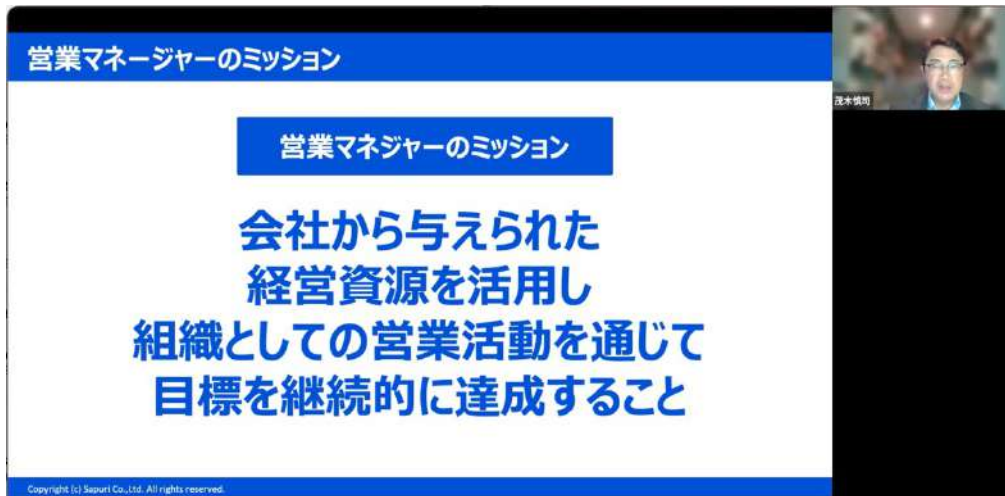 営業マネージャーのミッション
営業マネジャーのミッション
会社から与えられた
経営資源を活用し
組織としての営業活動を通じて
目標を継続的に達成すること
茂木慎司
Copyright (c) Sapuri Co.,Ltd. All rights reserved.